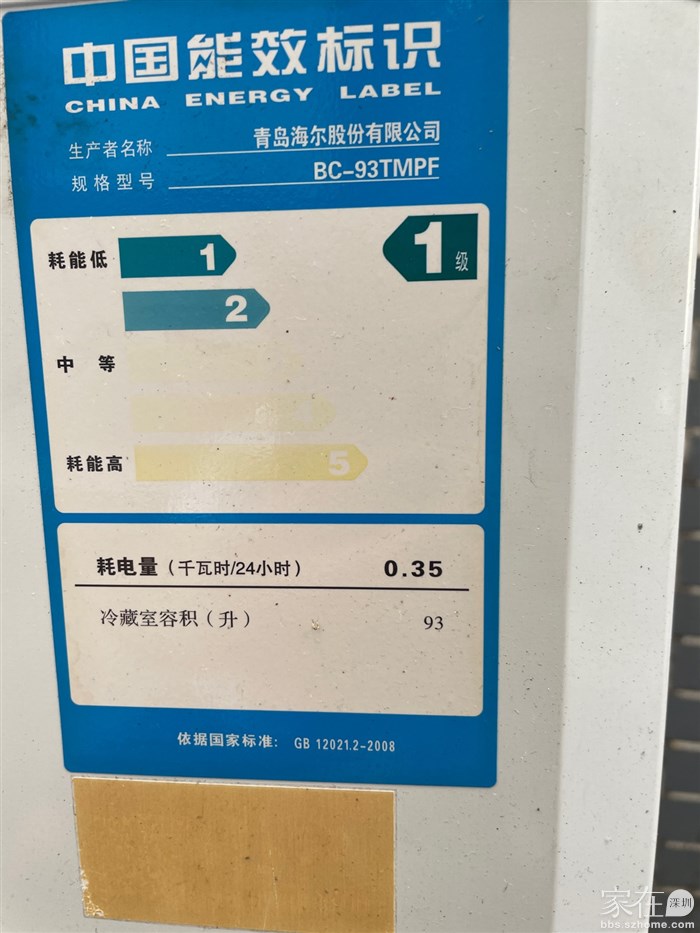 中国能效标识
CHINA ENERGY LABEL
生产者名称 青岛海尔股份有限公司
规格型号 BC-93TMPF
耗能低 1 1级
2
中 等
耗能高 5
耗电量（千瓦时/24小时） 0.35
冷藏室容积（升） 93
依据国家标准: GB 12021.2-2008
家在深圳
bbs.szhome.com